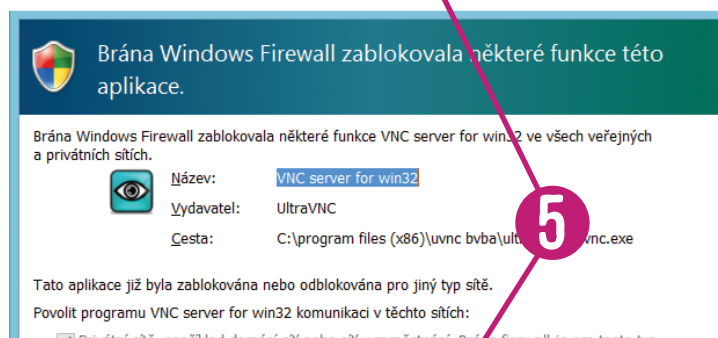 Brána Windows Firewall zablokovala některé funkce této
aplikace.
Brána Windows Firewall zablokovala některé funkce VNC server for win32 ve všech veřejných
a privátních sítích.
Název: VNC server for win32
Vydavatel: UltraVNC
Cesta: C:\program files (x86)\uvnc bvba\ult vnc.exe
5
Tato aplikace již byla zablokována nebo odblokována pro jiný typ sítě.
Povolit programu VNC server for win32 komunikaci v těchto sítích: